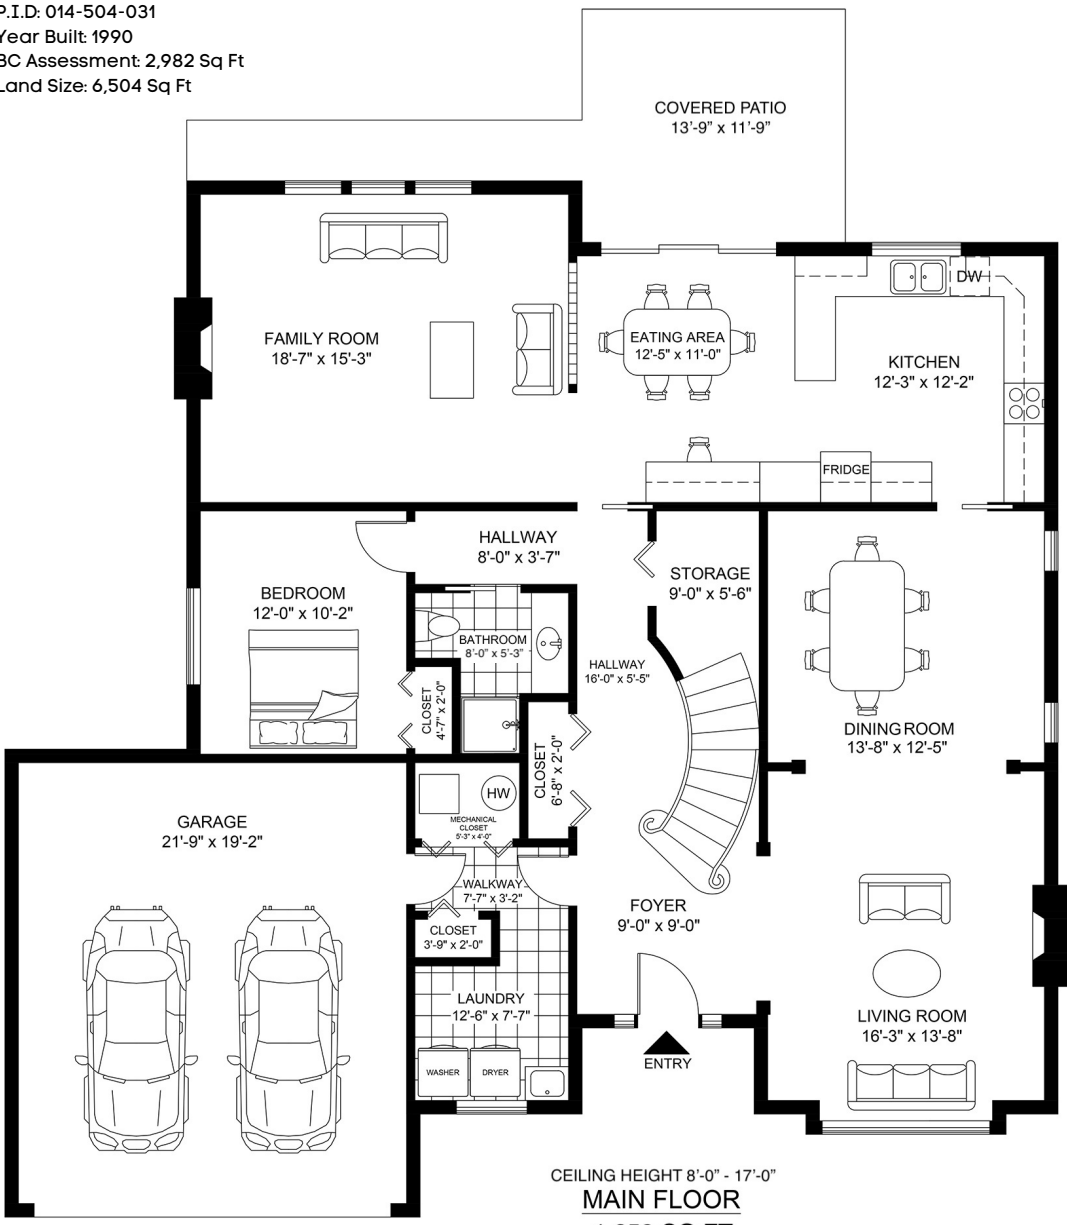 P.I.D: 014-504-031
Year Built: 1990
BC Assessment: 2,982 Sq Ft
Land Size: 6,504 Sq Ft
COVERED PATIO
13'-9" x 11'-9"
FAMILY ROOM
18'-7" x 15'-3"
EATING AREA
12'-5" x 11'-0"
DW
KITCHEN
12'-3" x 12'-2"
FRIDGE
HALLWAY
8'-0" x 3'-7"
STORAGE
9'-0" x 5'-6"
BEDROOM
12'-0" x 10'-2"
BATHROOM
8'-0" x 5'-3"
HALLWAY
16'-0" x 5'-5"
CLOSET
4'-7" x 2'-0"
CLOSET
6'-8" x 2'-0"
DINING ROOM
13'-8" x 12'-5"
HW
MECHANICAL
CLOSET
5'-3" x 4'-0"
GARAGE
21'-9" x 19'-2"
WALKWAY
7'-7" x 3'-2"
FOYER
9'-0" x 9'-0"
CLOSET
3'-9" x 2'-0"
LAUNDRY
12'-6" x 7'-7"
WASHER
DRYER
LIVING ROOM
16'-3" x 13'-8"
ENTRY
CEILING HEIGHT 8'-0" - 17'-0"
MAIN FLOOR
SQ FT